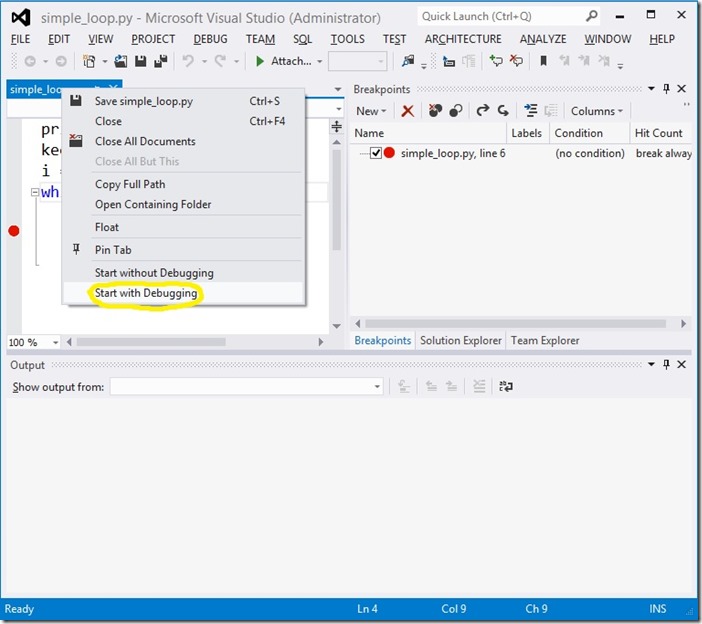 simple_loop.py - Microsoft Visual Studio (Administrator)
Quick Launch (Ctrl+Q)
FILE EDIT VIEW PROJECT DEBUG TEAM SQL TOOLS TEST ARCHITECTURE ANALYZE WINDOW HELP
Attach...
simple_loo
Save simple_loop.py Ctrl+S
Close Ctrl+F4
Close All Documents
Close All But This
Copy Full Path
Open Containing Folder
Float
Pin Tab
Start without Debugging
Start with Debugging
pr
kee
i =
wh
100 %
Breakpoints
New Columns
Name Labels Condition Hit Count
simple_loop.py, line 6 (no condition) break alway
Breakpoints Solution Explorer Team Explorer
Output
Show output from:
Ready Ln 4 Col 9 Ch 9 INS